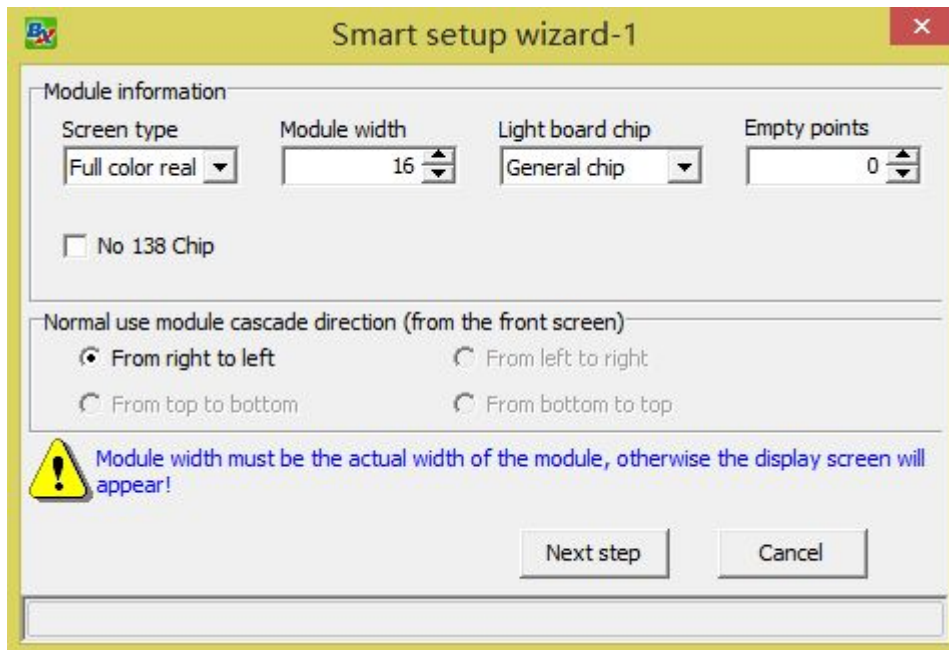 BX
Smart setup wizard-1
Module information
Screen type Module width Light board chip Empty points
Full color real 16 General chip 0
No 138 Chip
Normal use module cascade direction (from the front screen)
From right to left From left to right
From top to bottom From bottom to top
Module width must be the actual width of the module, otherwise the display screen will
appear!
Next step Cancel